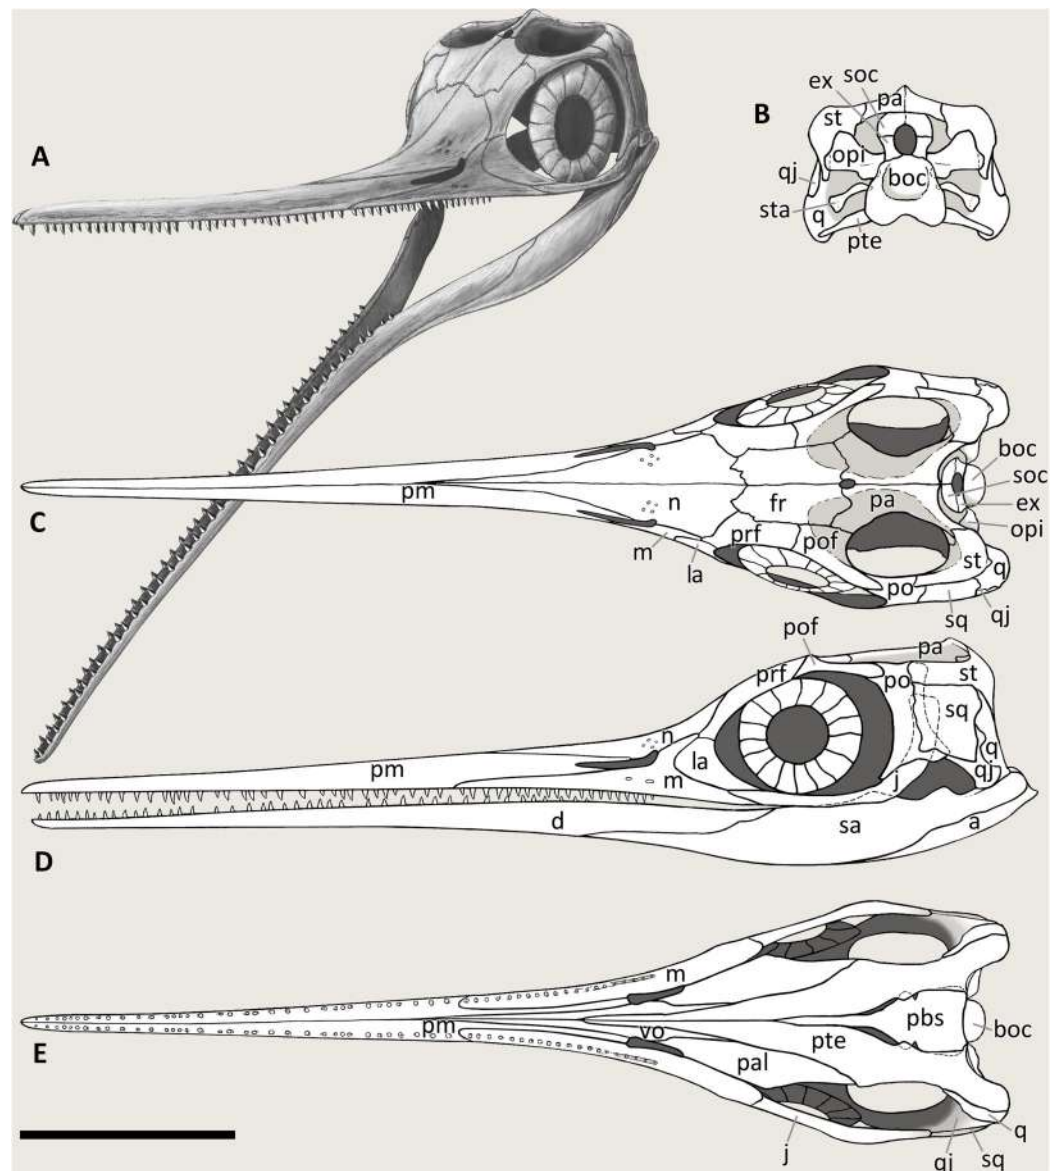 A
B
ex soc
pa
st
opi
qj
boc
sta
q
pte
C
pm
n
fr
pa
boc
soc
ex
opi
m
la
prf
pof
st
q
po
sq
qj
pof
pa
prf
po
st
n
sq
pm
la
q
m
j
qj
d
sa
a
D
m
pbs
pm
vo
pte
boc
E
pal
j
q
qj
sq